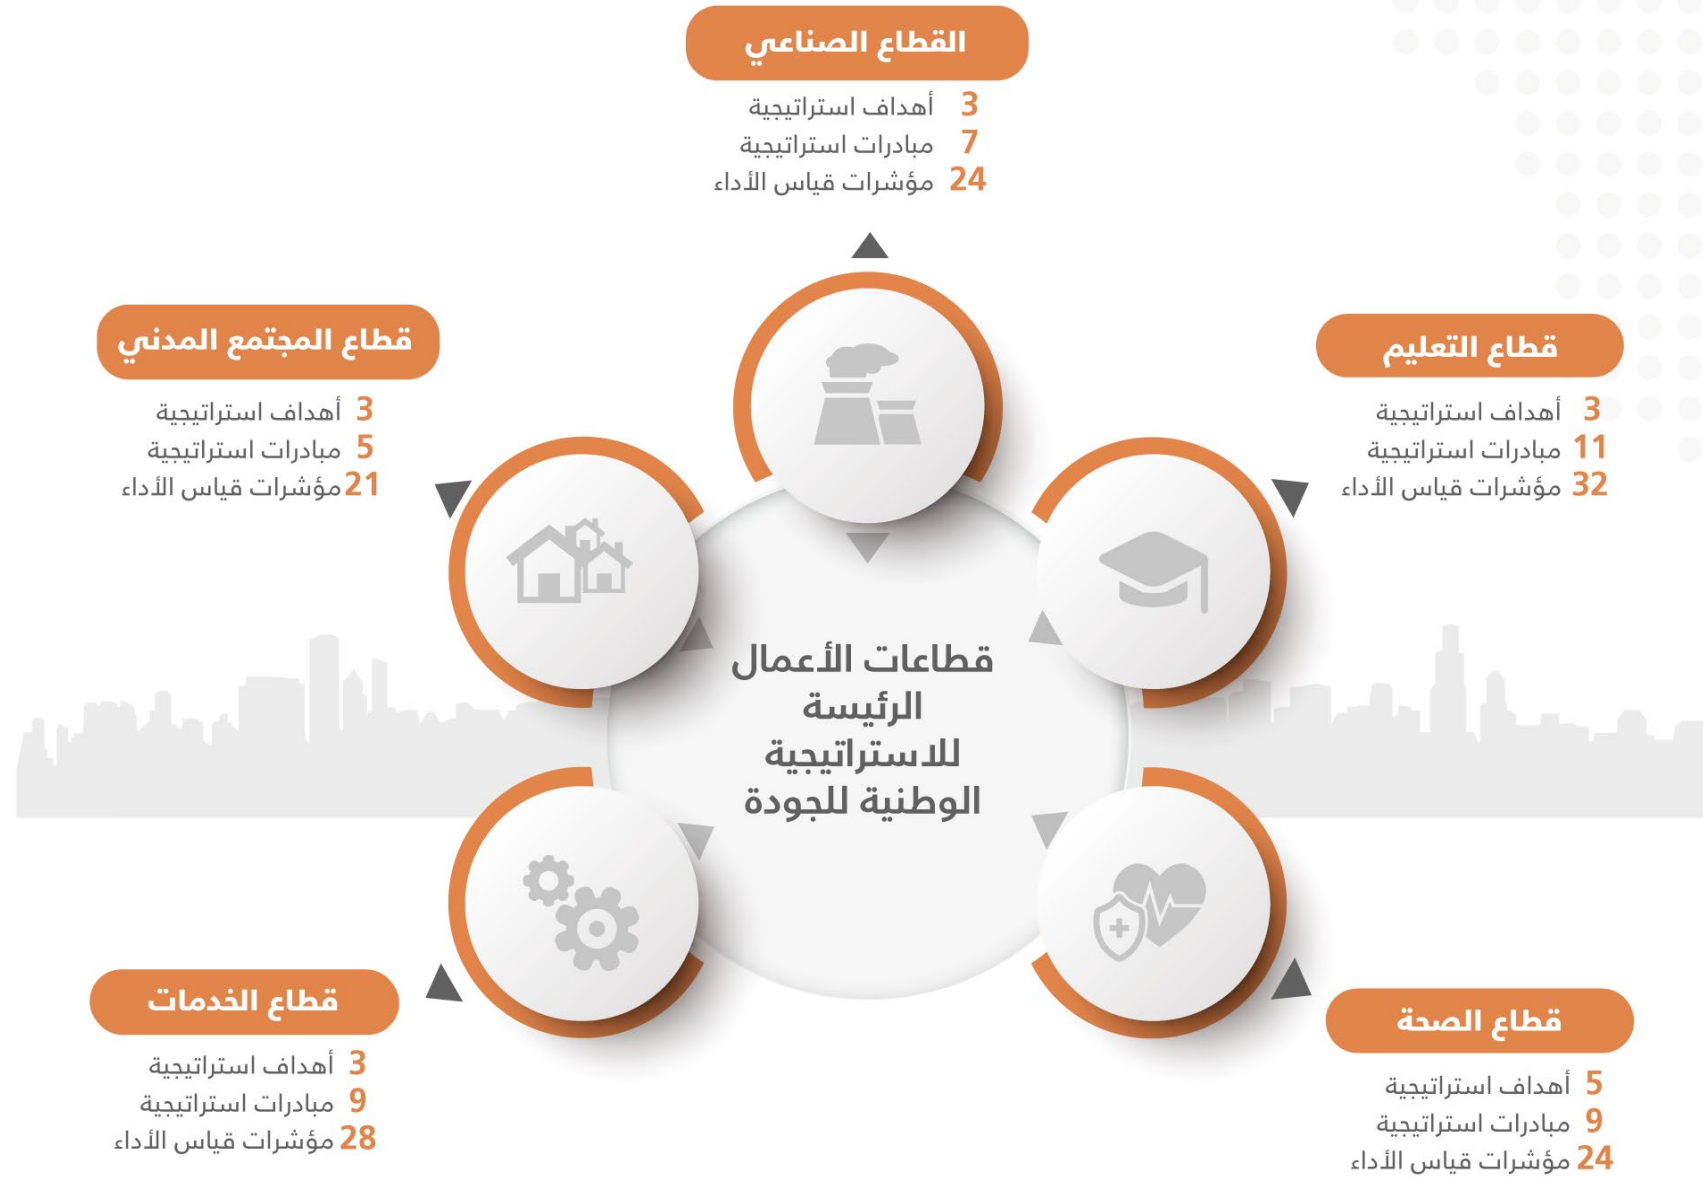 القطاع الصناعي
3 أهداف استراتيجية
7 مبادرات استراتيجية
24 مؤشرات قياس الأداء
قطاع التعليم
3 أهداف استراتيجية
11 مبادرات استراتيجية
32 مؤشرات قياس الأداء
قطاع المجتمع المدني
3 أهداف استراتيجية
5 مبادرات استراتيجية
21 مؤشرات قياس الأداء
قطاعات الأعمال
الرئيسة
للاستراتيجية
الوطنية للجودة
قطاع الصحة
5 أهداف استراتيجية
9 مبادرات استراتيجية
24 مؤشرات قياس الأداء
قطاع الخدمات
3 أهداف استراتيجية
9 مبادرات استراتيجية
28 مؤشرات قياس الأداء